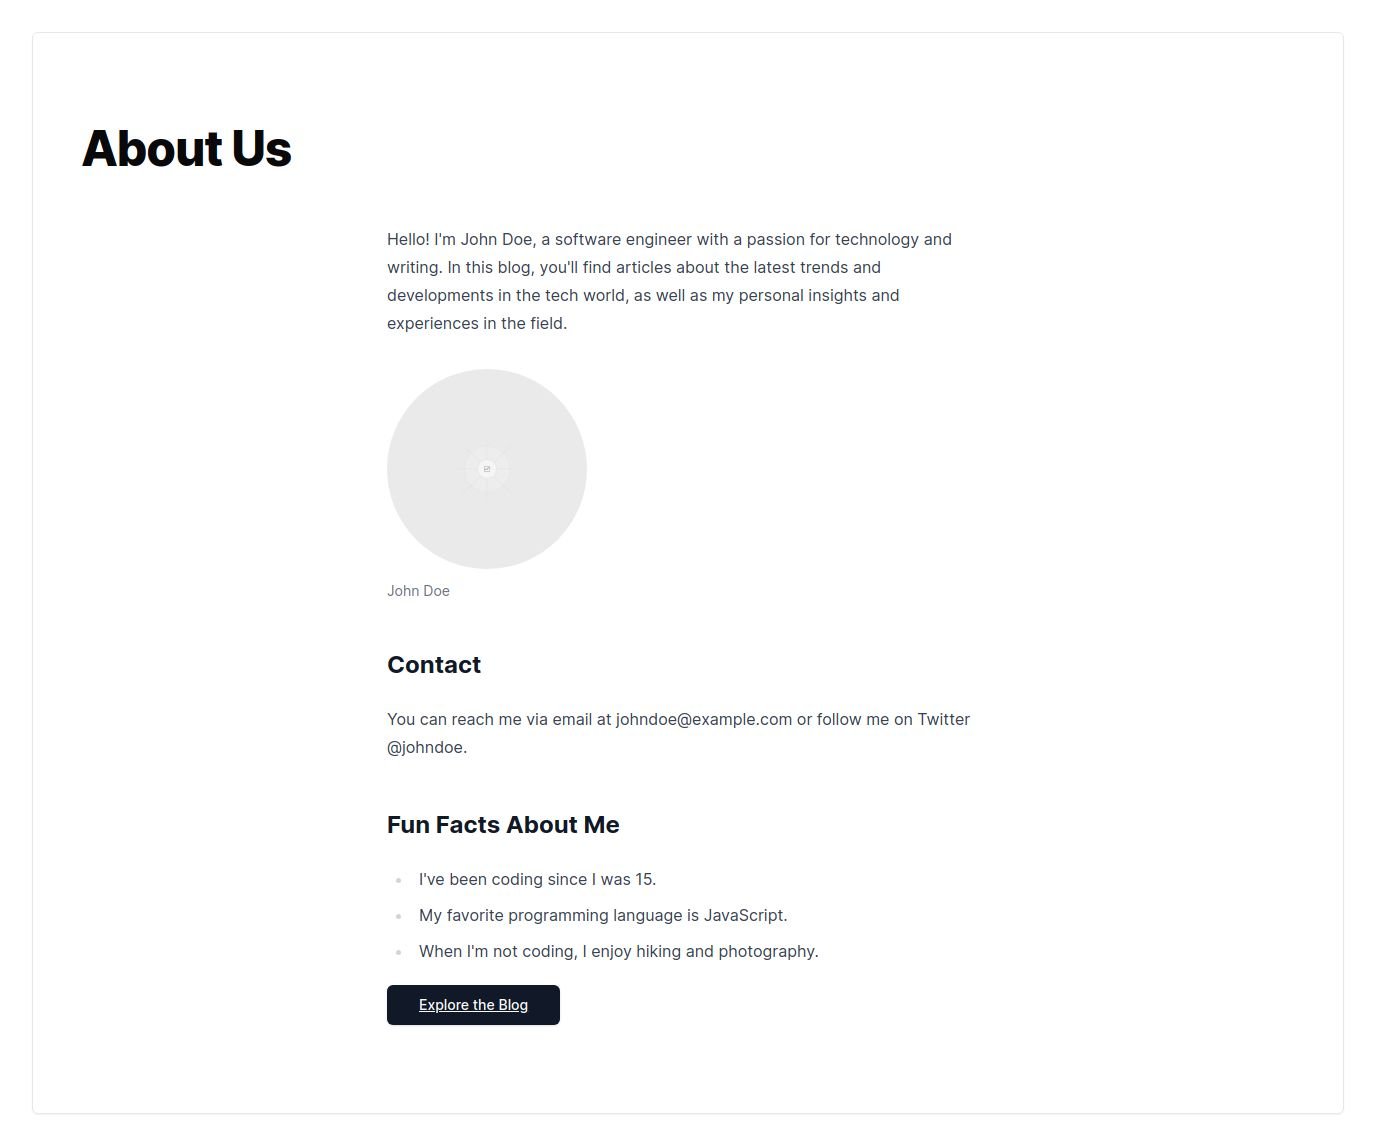 About Us
Hello! I'm John Doe, a software engineer with a passion for technology and
writing. In this blog, you'll find articles about the latest trends and
developments in the tech world, as well as my personal insights and
experiences in the field.
John Doe
Contact
You can reach me via email at johndoe@example.com or follow me on Twitter
@johndoe.
Fun Facts About Me
I've been coding since I was 15.
My favorite programming language is JavaScript.
When I'm not coding, I enjoy hiking and photography.
Explore the Blog